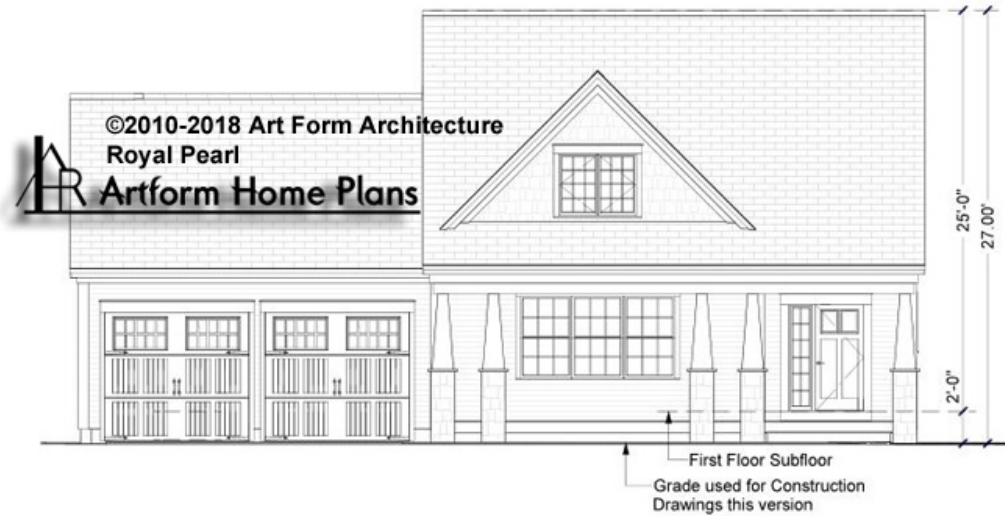 ©2010-2018 Art Form Architecture
Royal Pearl
Artform Home Plans
25'-0"
27.00'
2'-0"
First Floor Subfloor
Grade used for Construction
Drawings this version